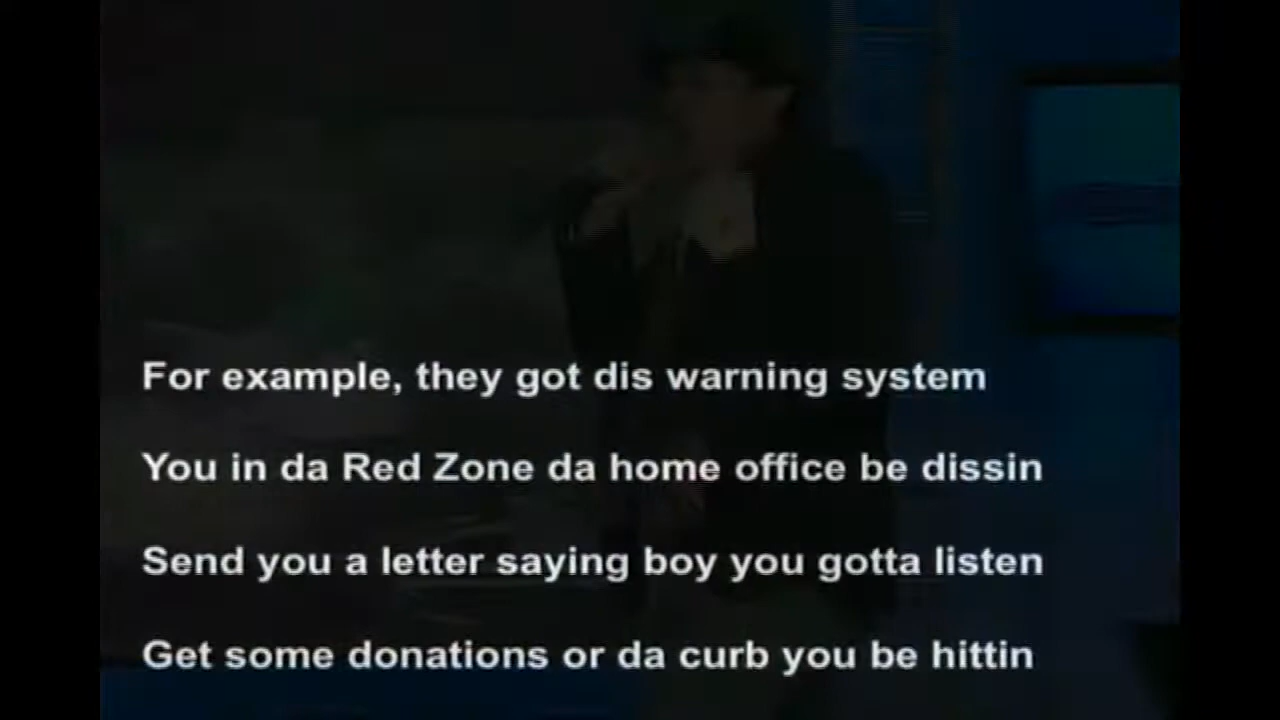 For example, they got dis warning system
You in da Red Zone da home office be dissin
Send you a letter saying boy you gotta listen
Get some donations or da curb you be hittin